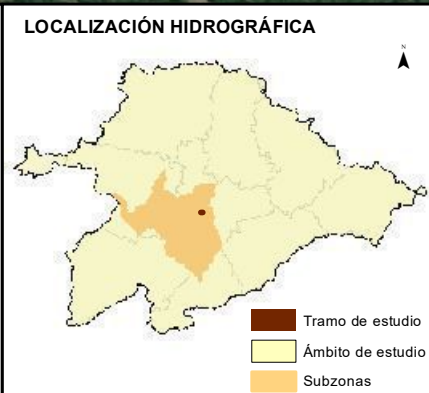 LOCALIZACIÓN HIDROGRÁFICA
N
Tramo de estudio
Ámbito de estudio
Subzonas